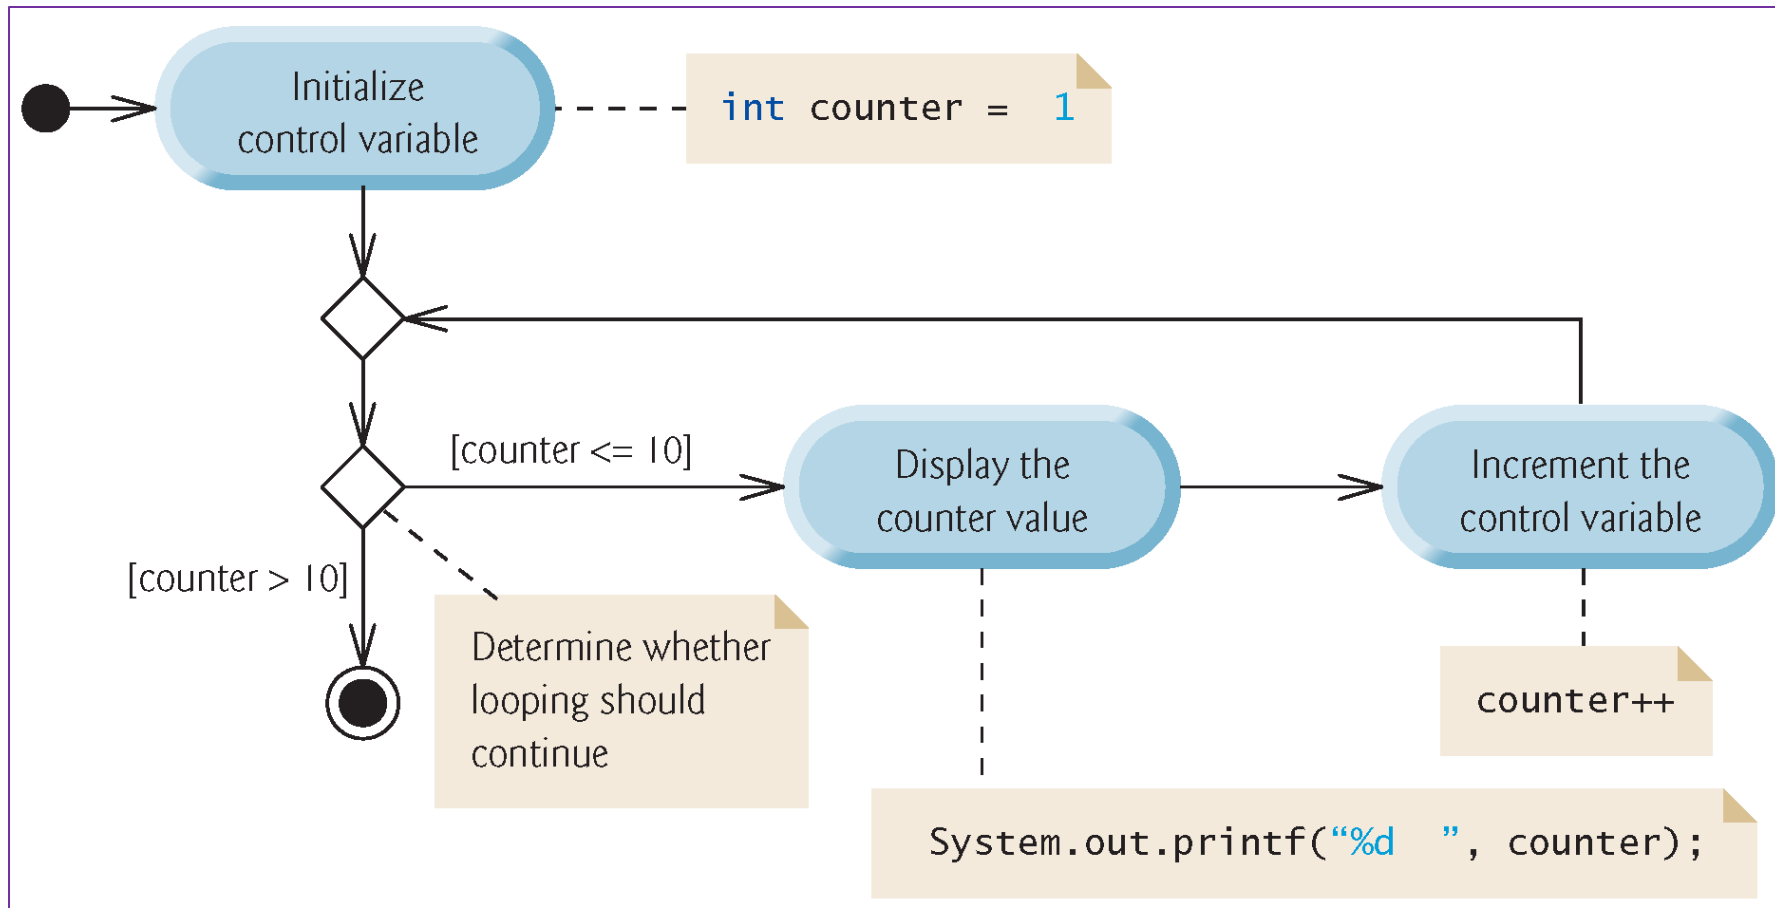 Initialize
control variable
int counter =  1
[counter <= 10]
Display the
counter value
Increment the
control variable
[counter > 10]
Determine whether
looping should
continue
counter++
System.out.printf(“%d  ”, counter);